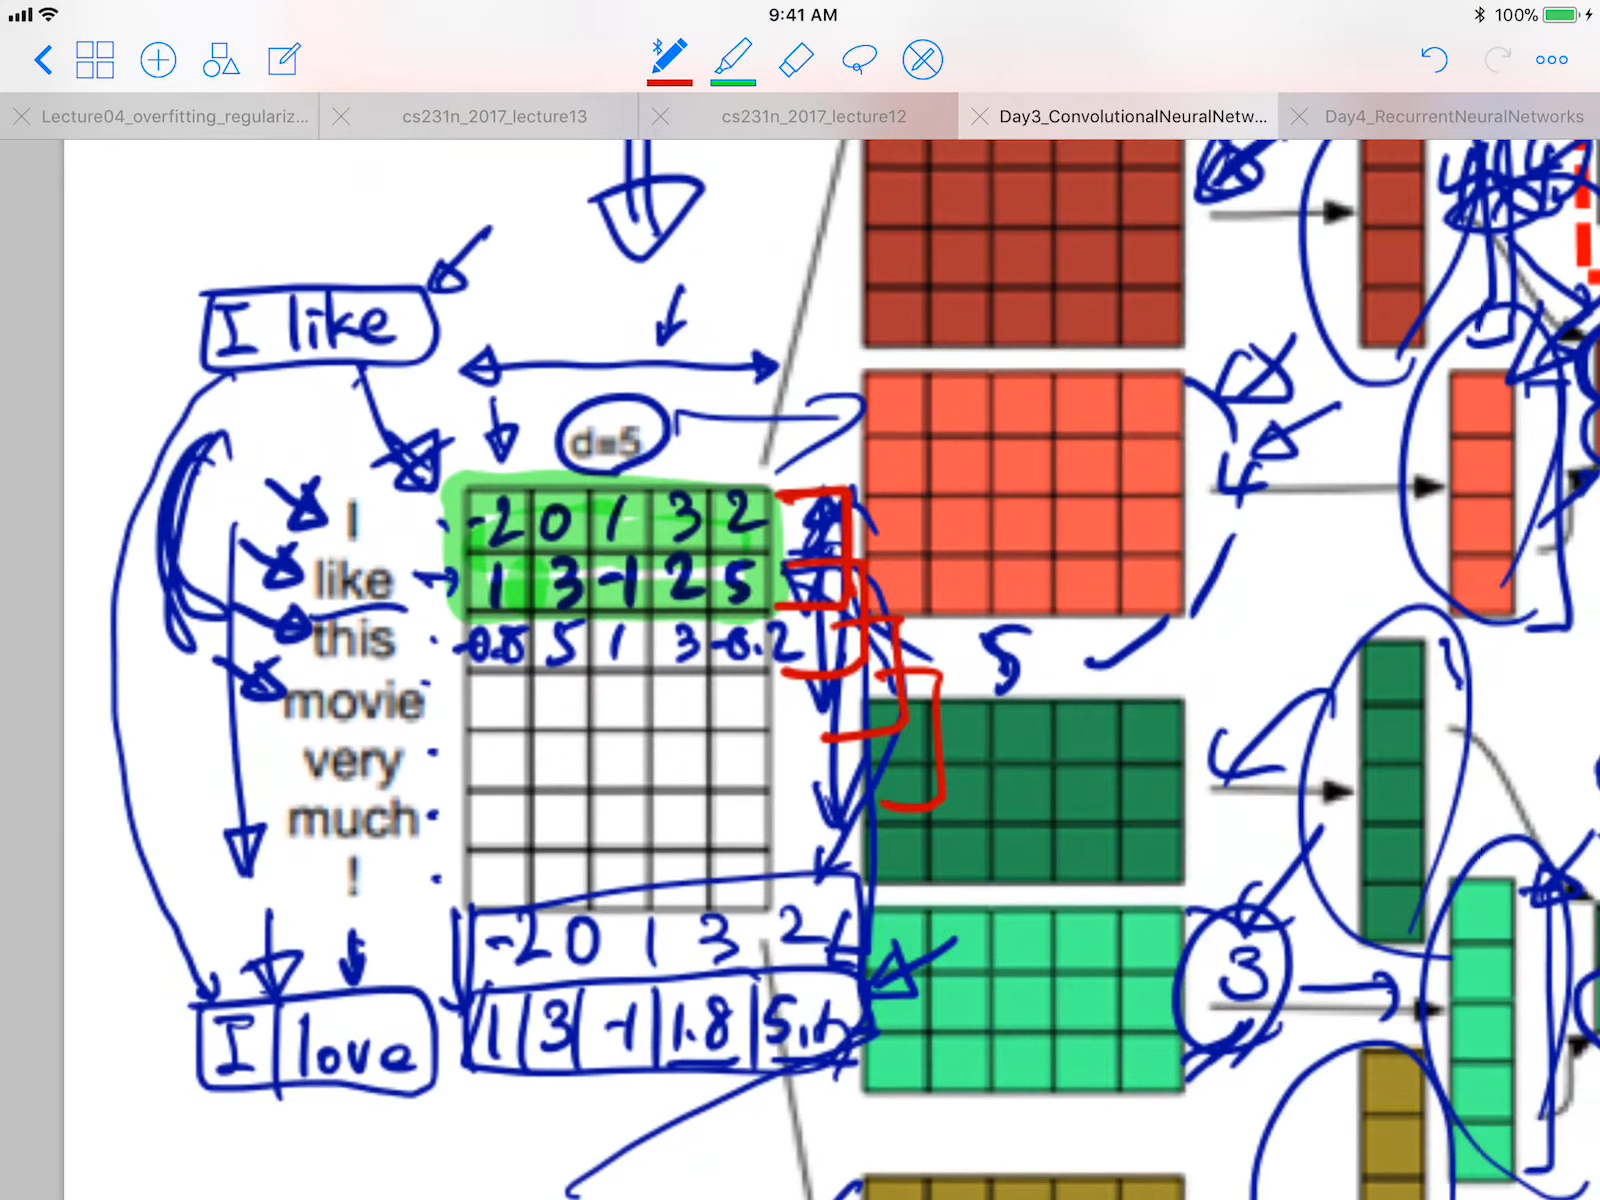 9:41 AM
100%
Lecture04_overfitting_regulariz...
cs231n_2017_lecture13
cs231n_2017_lecture12
Day3_ConvolutionalNeuralNetw...
Day4_RecurrentNeuralNetworks
I like
d=5
4
I -2 0 1 3 2
like 1 3 -1 2 5
this -0.5 5 1 3 -0.2
5
movie
very
much
!
-2 0 1 3 2
3
I love
1 3 -1 1.8 5.1